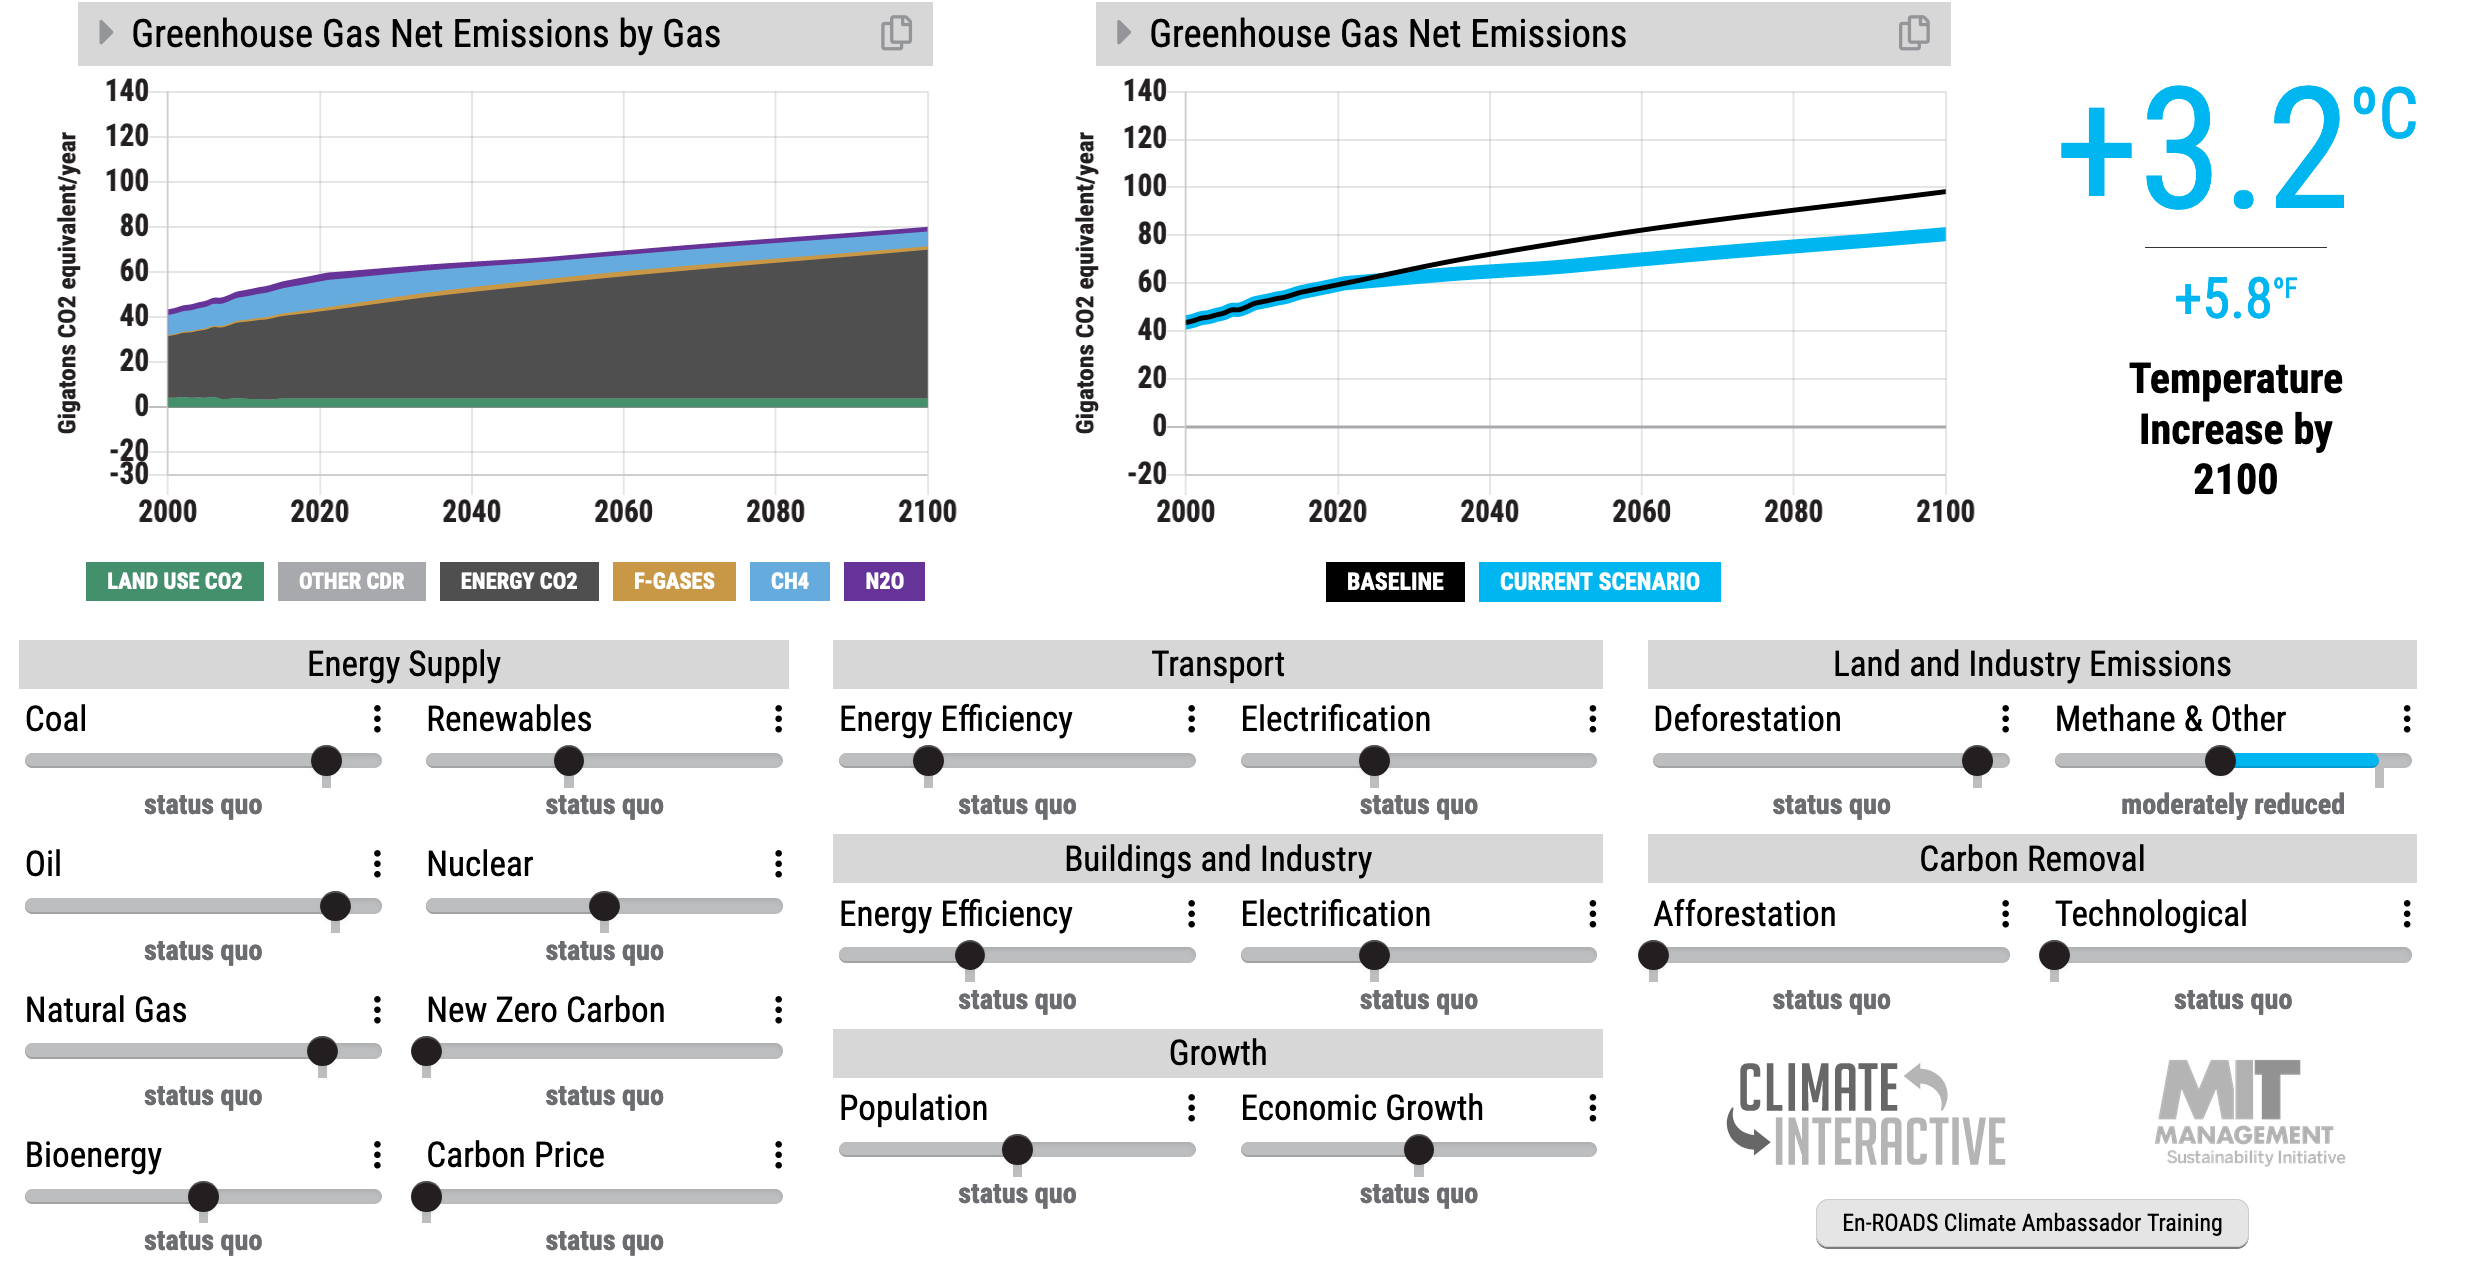 Greenhouse Gas Net Emissions by Gas
Gigatons CO2 equivalent/year
140
120
100
80
60
40
20
0
-20
-30
2000 2020 2040 2060 2080 2100
LAND USE CO2 OTHER CDR ENERGY CO2 F-GASES CH4 N2O
Greenhouse Gas Net Emissions
Gigatons CO2 equivalent/year
140
120
100
80
60
40
20
0
-20
2000 2020 2040 2060 2080 2100
BASELINE CURRENT SCENARIO
+3.2ºC
+5.8ºF
Temperature
Increase by
2100
Energy Supply
Coal
status quo
Renewables
status quo
Oil
status quo
Nuclear
status quo
Natural Gas
status quo
New Zero Carbon
status quo
Bioenergy
status quo
Carbon Price
status quo
Transport
Energy Efficiency
status quo
Electrification
status quo
Buildings and Industry
Energy Efficiency
status quo
Electrification
status quo
Growth
Population
status quo
Economic Growth
status quo
Land and Industry Emissions
Deforestation
status quo
Methane & Other
moderately reduced
Carbon Removal
Afforestation
status quo
Technological
status quo
CLIMATE
INTERACTIVE
MIT
MANAGEMENT
Sustainability Initiative
En-ROADS Climate Ambassador Training